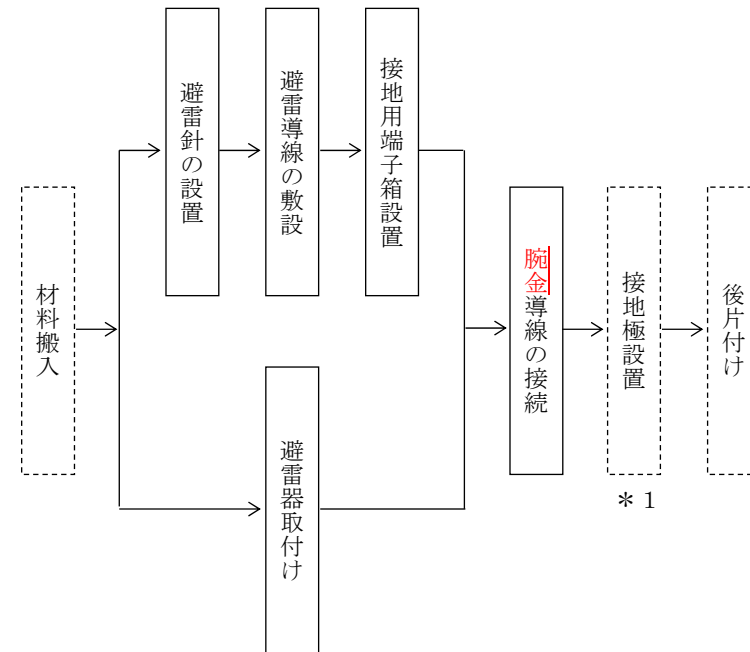 材料搬入
避雷針の設置
避雷導線の敷設
接地用端子箱設置
避雷器取付け
腕金導線の接続
接地極設置
＊１
後片付け